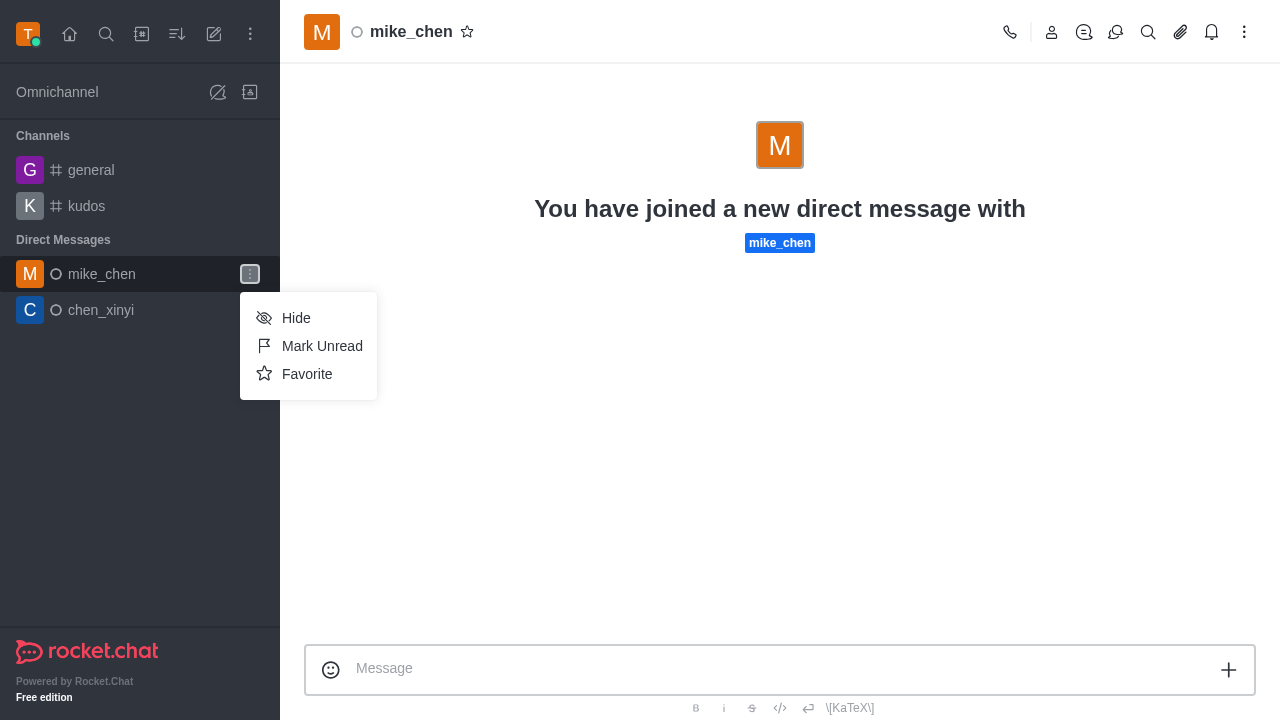 T
Omnichannel
Channels
G general
K kudos
Direct Messages
M mike_chen
C chen_xinyi
Hide
Mark Unread
Favorite
rocket.chat
Powered by Rocket.Chat
Free edition
M mike_chen
M
You have joined a new direct message with
mike_chen
Message
B i S \[KaTeX\]